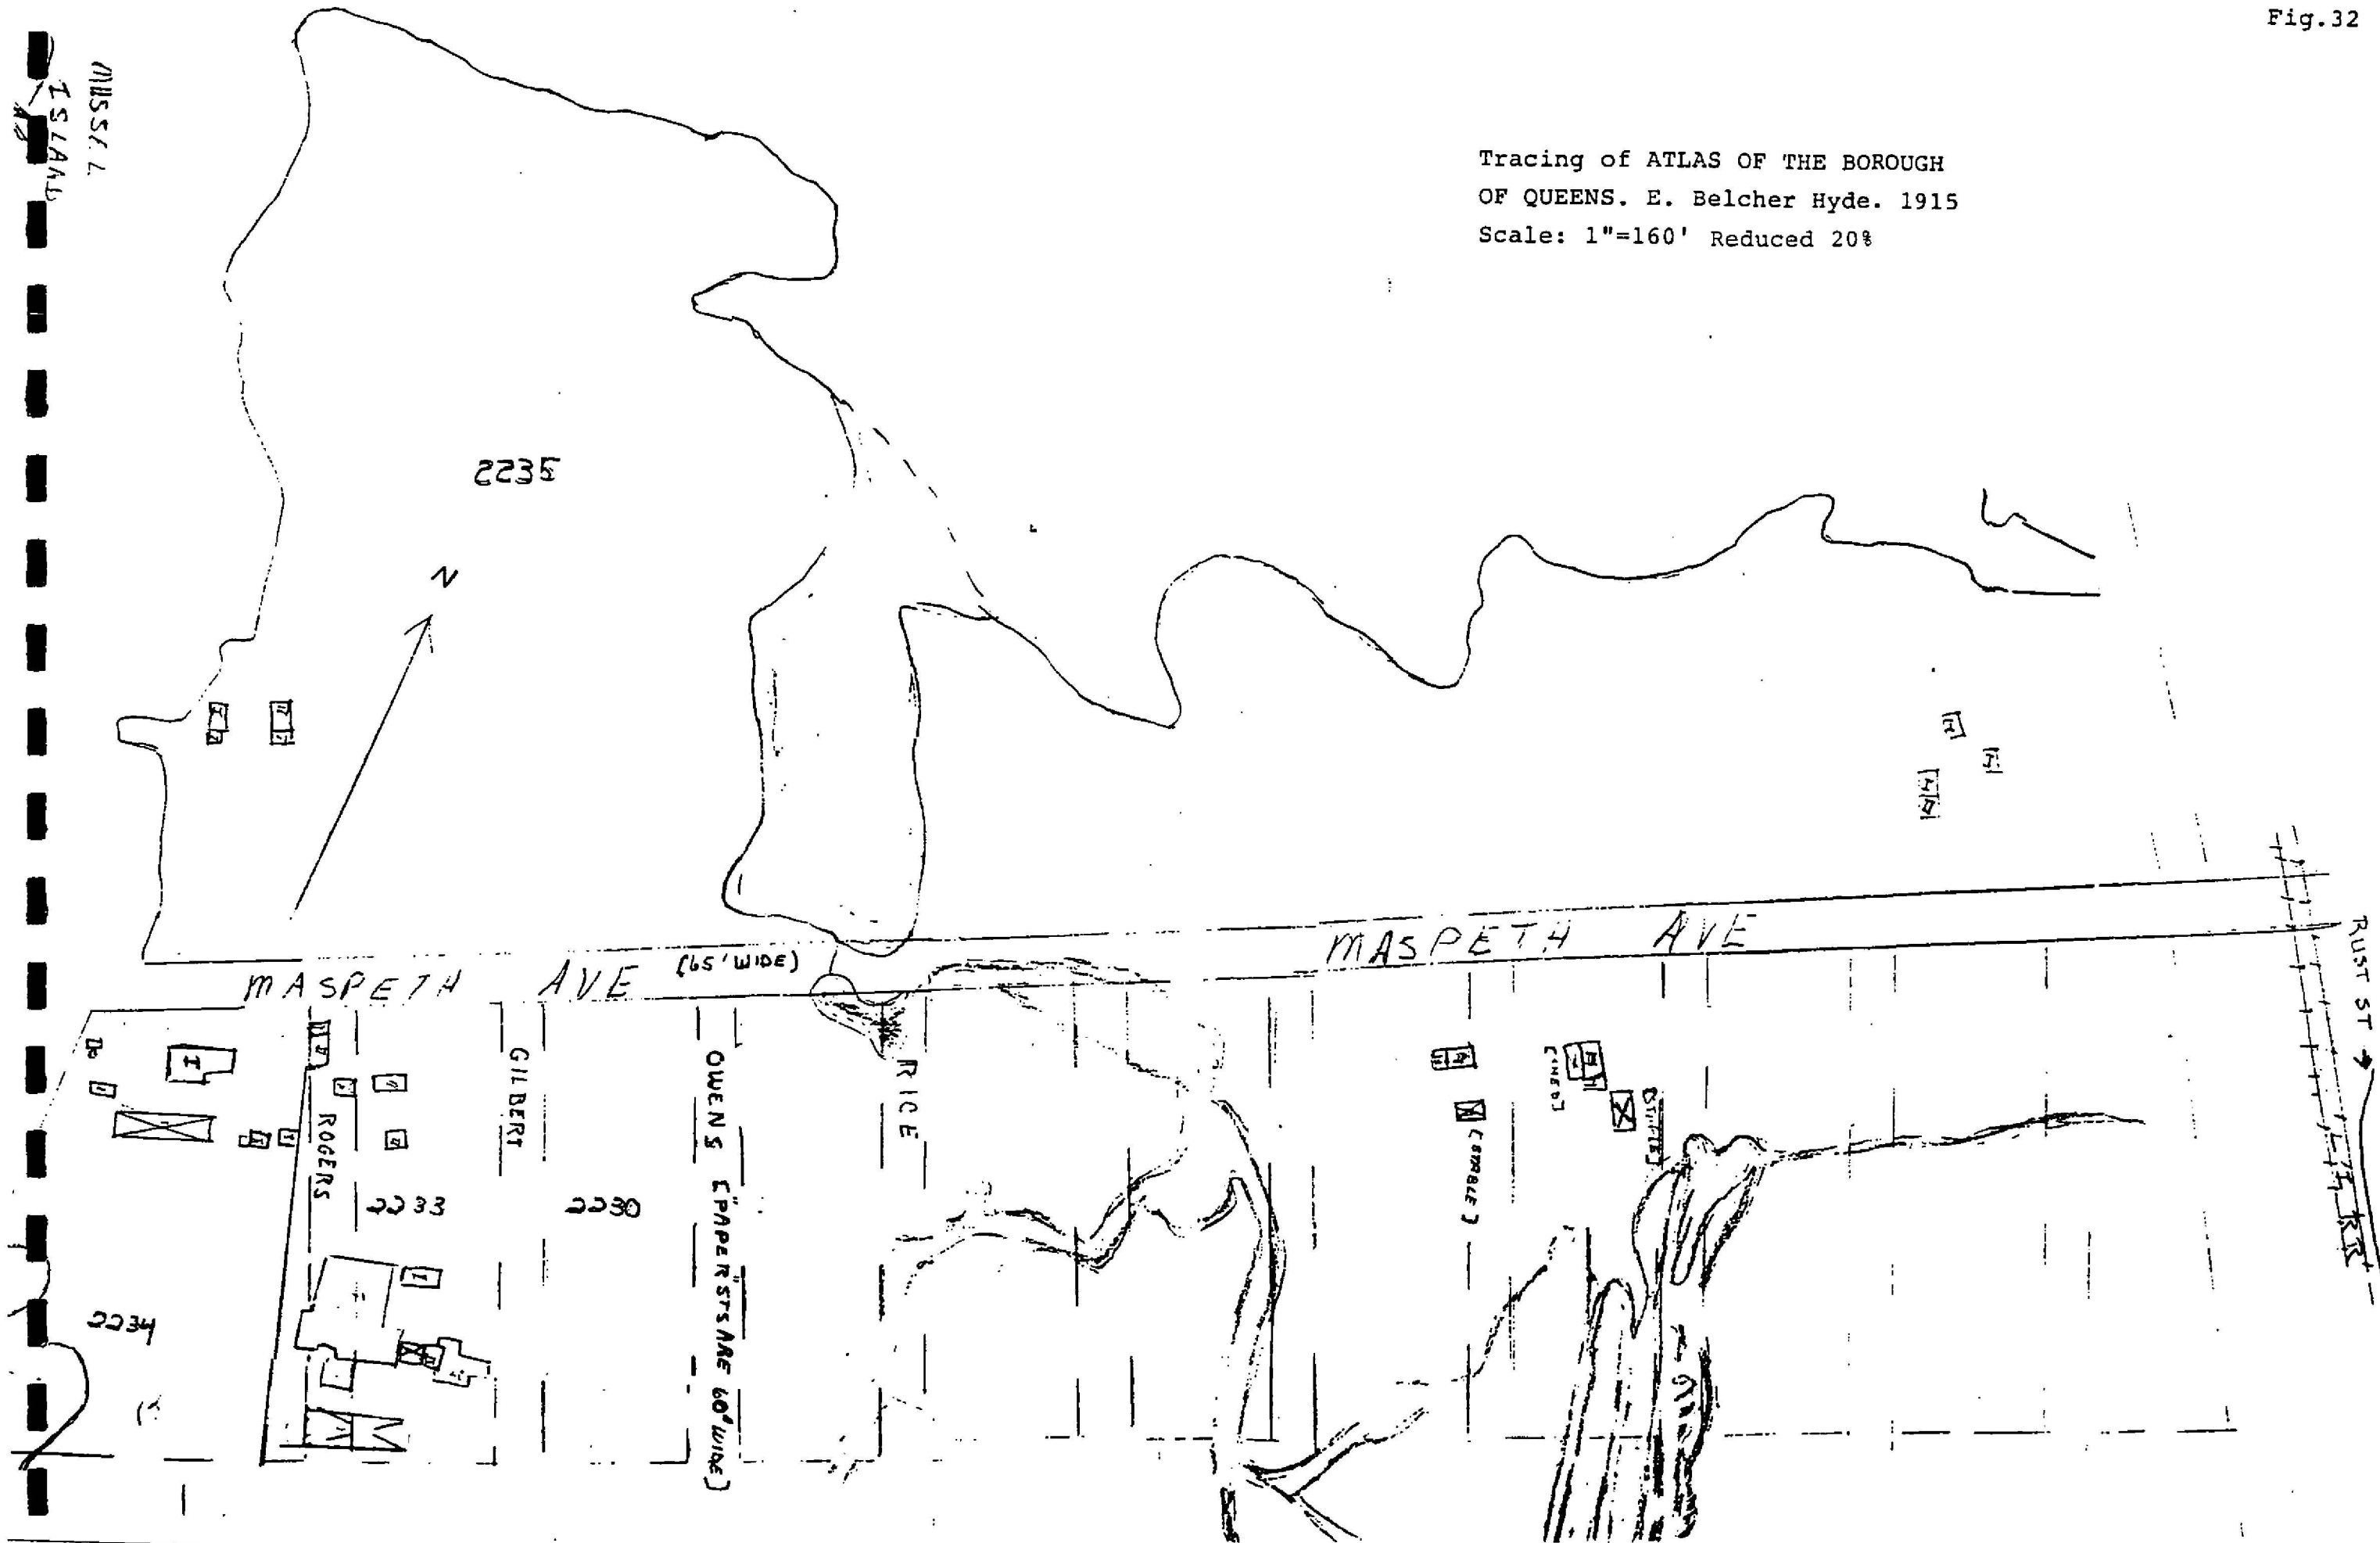 Fig.32
MUSSEL
ISLAND
Tracing of ATLAS OF THE BOROUGH
OF QUEENS. E. Belcher Hyde. 1915
Scale: 1"=160' Reduced 20%
2235
N
MASPETH AVE
RUST ST →
MASPETH AVE (65' WIDE)
GILBERT
OWENS ["PAPER" STS ARE 60' WIDE]
RICE
ROGERS
[SHED]
[STABLE]
2233
2230
2234
LIRR